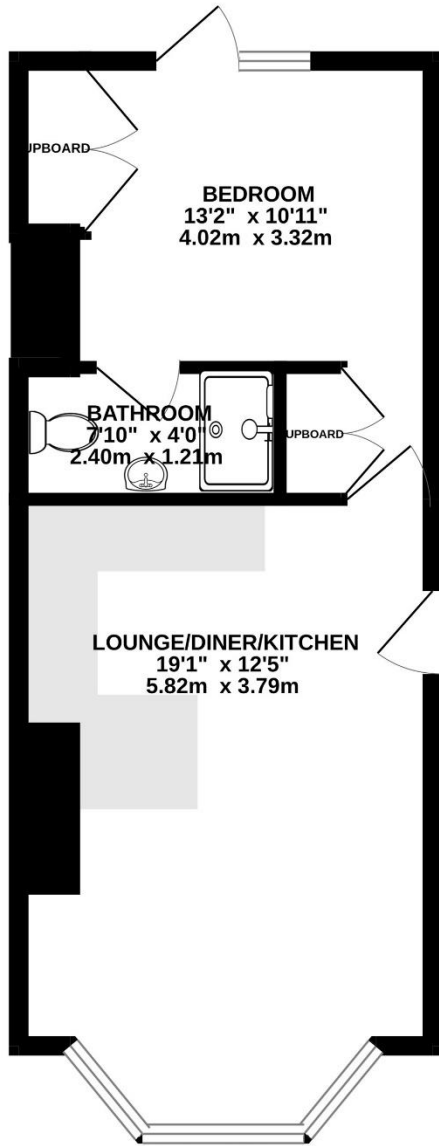 UPBOARD
BEDROOM
13'2" x 10'11"
4.02m x 3.32m
BATHROOM
7'10" x 4'0"
2.40m x 1.21m
UPBOARD
LOUNGE/DINER/KITCHEN
19'1" x 12'5"
5.82m x 3.79m